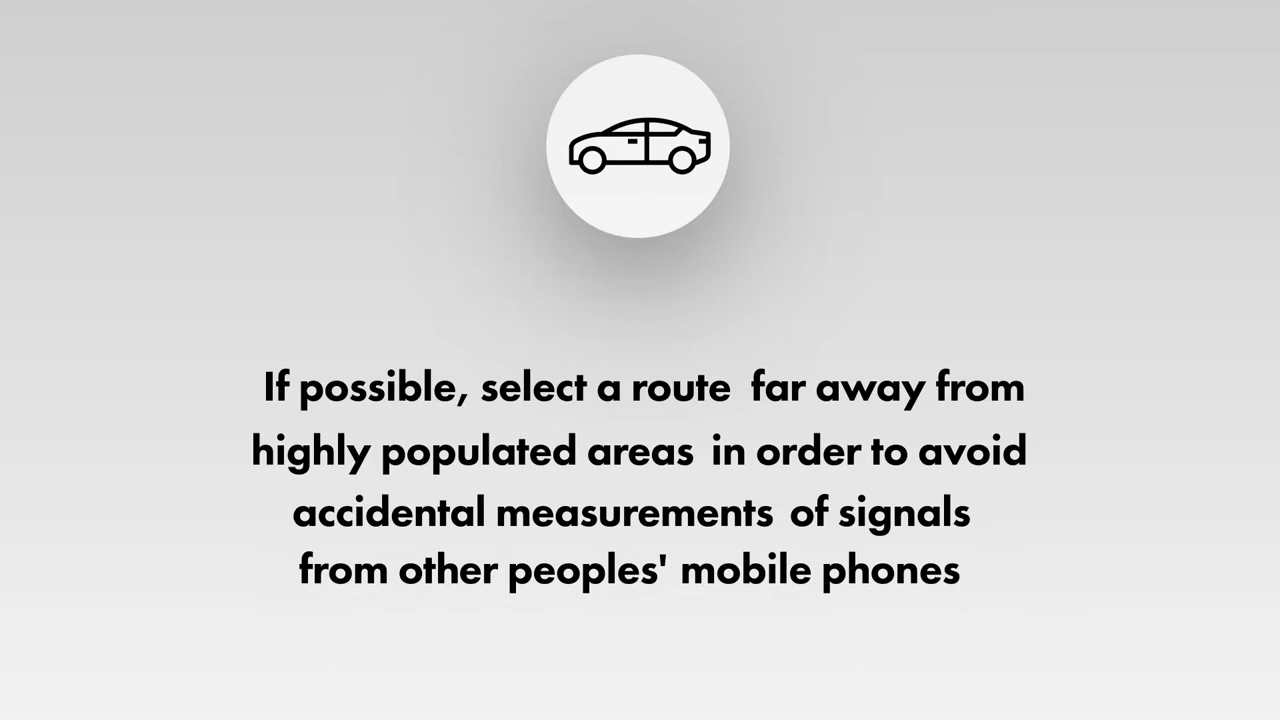 If possible, select a route far away from
highly populated areas in order to avoid
accidental measurements of signals
from other peoples' mobile phones